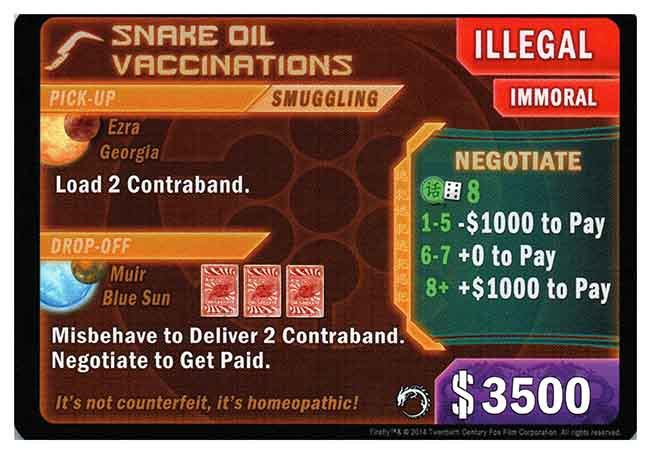 SNAKE OIL
VACCINATIONS
ILLEGAL
IMMORAL
PICK-UP
SMUGGLING
Ezra
Georgia
Load 2 Contraband.
NEGOTIATE
話 8
1-5 -$1000 to Pay
6-7 +0 to Pay
8+ +$1000 to Pay
DROP-OFF
Muir
Blue Sun
Misbehave to Deliver 2 Contraband.
Negotiate to Get Paid.
It's not counterfeit, it's homeopathic!
$3500
Firefly™& © 2014 Twentieth Century Fox Film Corporation. All rights reserved.